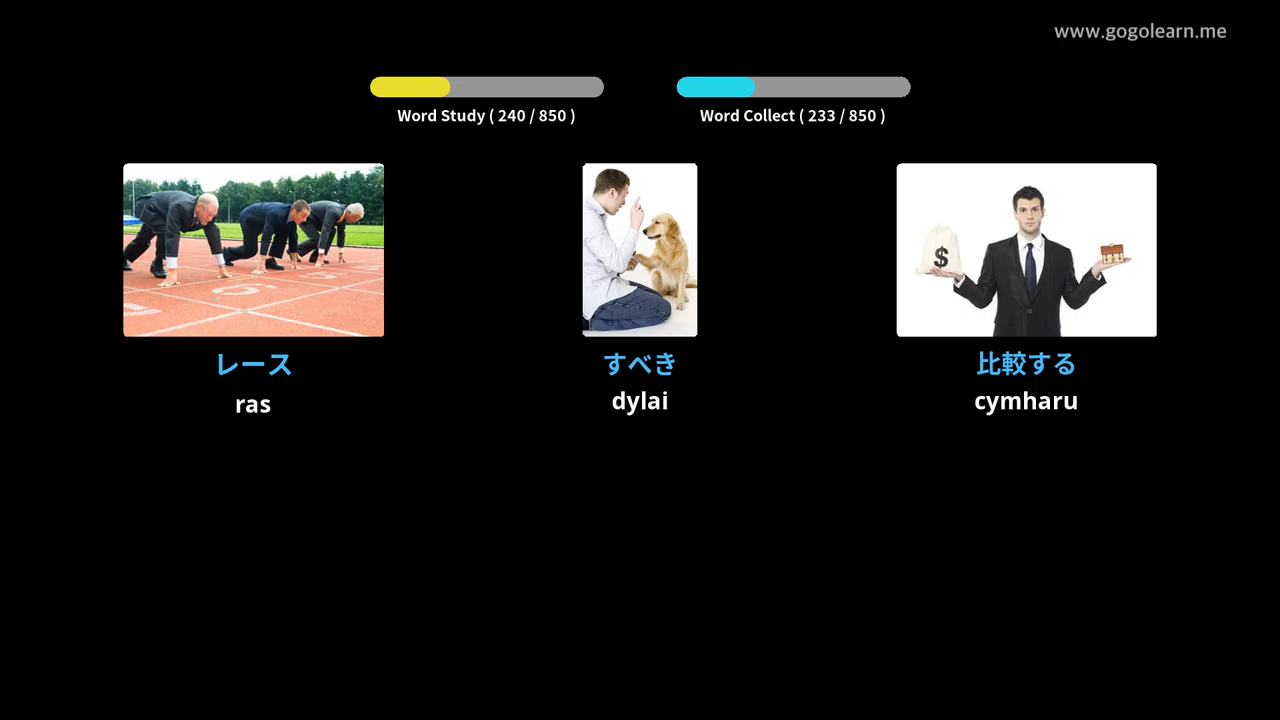 www.gogolearn.me
Word Study ( 240 / 850 )
Word Collect ( 233 / 850 )
$
レース
すべき
比較する
ras
dylai
cymharu